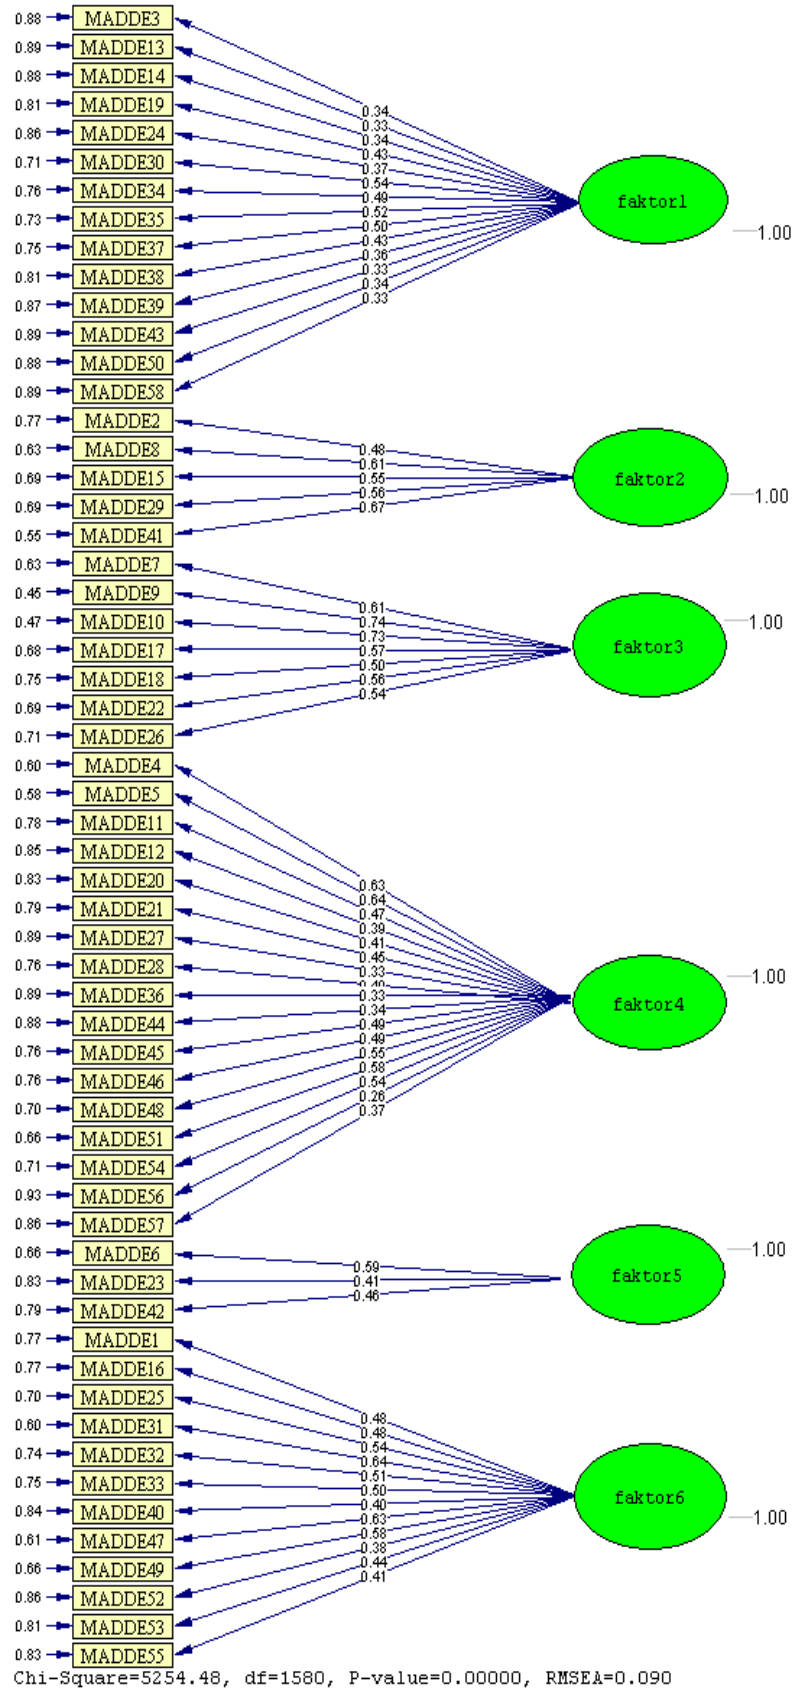 0.88 MADDE3
0.89 MADDE13
0.88 MADDE14
0.81 MADDE19
0.86 MADDE24
0.71 MADDE30
0.76 MADDE34
0.73 MADDE35
0.75 MADDE37
0.81 MADDE38
0.87 MADDE39
0.89 MADDE43
0.88 MADDE50
0.89 MADDE58
0.34
0.33
0.34
0.43
0.37
0.54
0.49
0.52
0.50
0.43
0.36
0.33
0.34
0.33
faktor1
1.00
0.77 MADDE2
0.63 MADDE8
0.69 MADDE15
0.69 MADDE29
0.55 MADDE41
0.48
0.61
0.55
0.56
0.67
faktor2
1.00
0.63 MADDE7
0.45 MADDE9
0.47 MADDE10
0.68 MADDE17
0.75 MADDE18
0.69 MADDE22
0.71 MADDE26
0.61
0.74
0.73
0.57
0.50
0.56
0.54
faktor3
1.00
0.60 MADDE4
0.58 MADDE5
0.78 MADDE11
0.85 MADDE12
0.83 MADDE20
0.79 MADDE21
0.89 MADDE27
0.76 MADDE28
0.89 MADDE36
0.88 MADDE44
0.76 MADDE45
0.76 MADDE46
0.70 MADDE48
0.66 MADDE51
0.71 MADDE54
0.93 MADDE56
0.86 MADDE57
0.63
0.64
0.47
0.39
0.41
0.45
0.33
0.33
0.34
0.49
0.49
0.55
0.58
0.54
0.26
0.37
faktor4
1.00
0.66 MADDE6
0.83 MADDE23
0.79 MADDE42
0.59
0.41
0.46
faktor5
1.00
0.77 MADDE1
0.77 MADDE16
0.70 MADDE25
0.60 MADDE31
0.74 MADDE32
0.75 MADDE33
0.84 MADDE40
0.61 MADDE47
0.66 MADDE49
0.86 MADDE52
0.81 MADDE53
0.83 MADDE55
0.48
0.48
0.54
0.64
0.51
0.50
0.40
0.63
0.58
0.38
0.44
0.41
faktor6
1.00
Chi-Square=5254.48, df=1580, P-value=0.00000, RMSEA=0.090